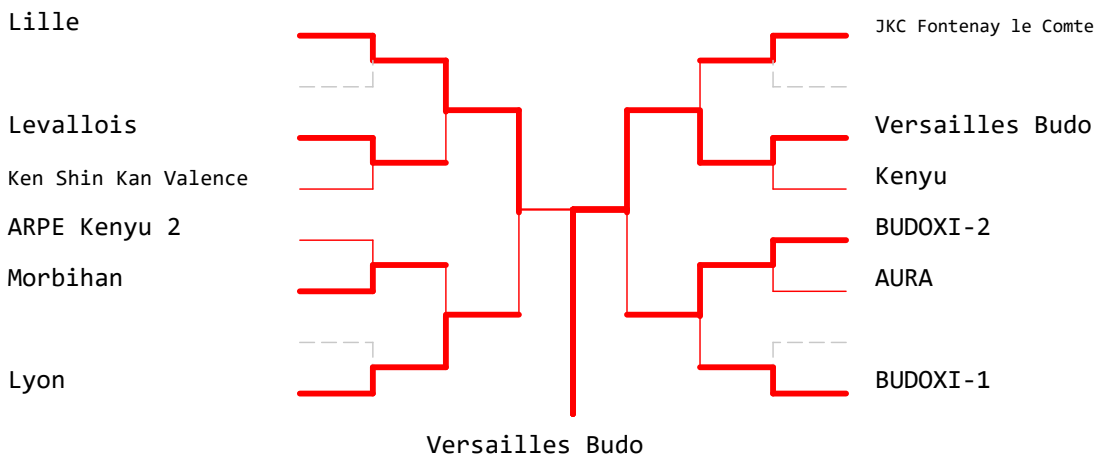 Lille
Levallois
Ken Shin Kan Valence
ARPE Kenyu 2
Morbihan
Lyon
JKC Fontenay le Comte
Versailles Budo
Kenyu
BUDOXI-2
AURA
BUDOXI-1
Versailles Budo